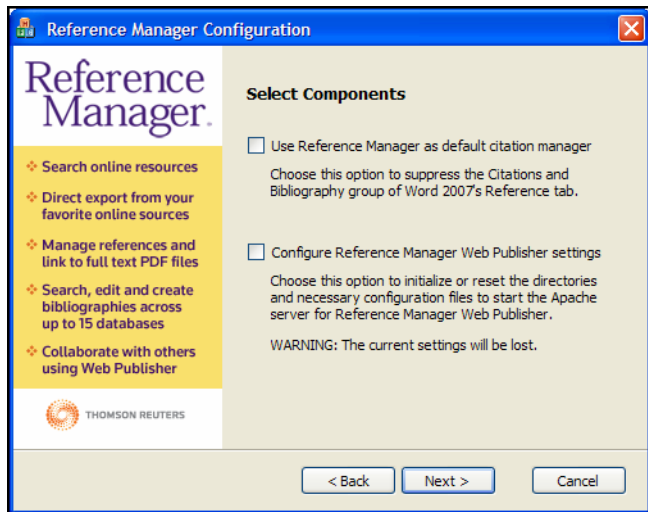 Reference Manager Configuration
Reference
Manager.
Search online resources
Direct export from your
favorite online sources
Manage references and
link to full text PDF files
Search, edit and create
bibliographies across
up to 15 databases
Collaborate with others
using Web Publisher
THOMSON REUTERS
Select Components
Use Reference Manager as default citation manager
Choose this option to suppress the Citations and
Bibliography group of Word 2007's Reference tab.
Configure Reference Manager Web Publisher settings
Choose this option to initialize or reset the directories
and necessary configuration files to start the Apache
server for Reference Manager Web Publisher.
WARNING: The current settings will be lost.
< Back
Next >
Cancel